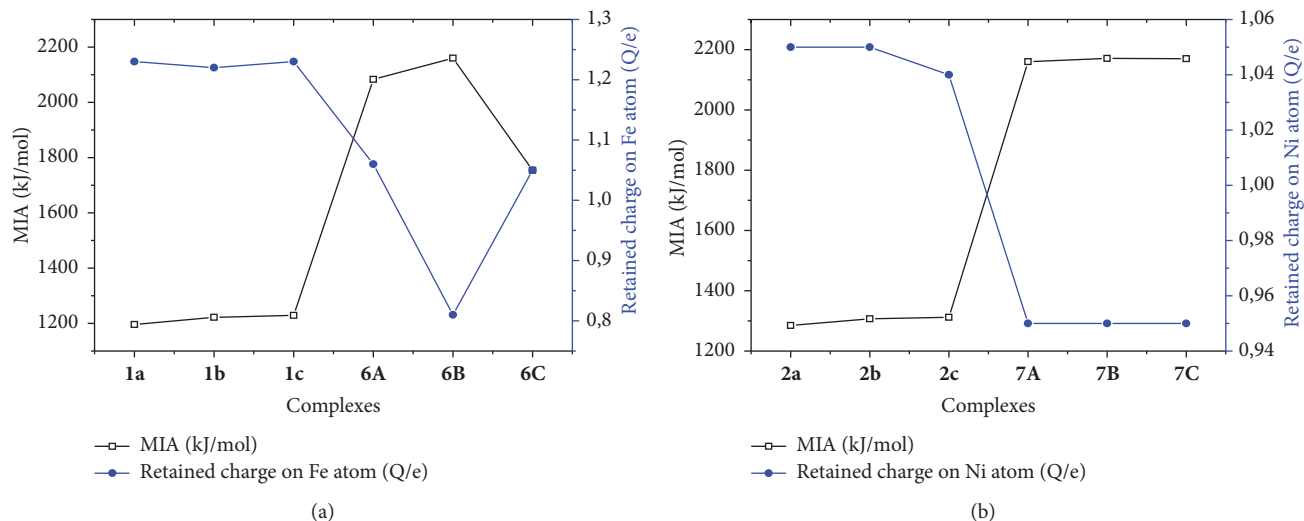 2200
2000
1800
1600
1400
1200
MIA (kJ/mol)
1,3
1,2
1,1
1,0
0,9
0,8
Retained charge on Fe atom (Q/e)
1a 1b 1c 6A 6B 6C
Complexes
MIA (kJ/mol)
Retained charge on Fe atom (Q/e)
(a)
2200
2000
1800
1600
1400
1200
MIA (kJ/mol)
1,06
1,04
1,02
1,00
0,98
0,96
0,94
Retained charge on Ni atom (Q/e)
2a 2b 2c 7A 7B 7C
Complexes
MIA (kJ/mol)
Retained charge on Ni atom (Q/e)
(b)